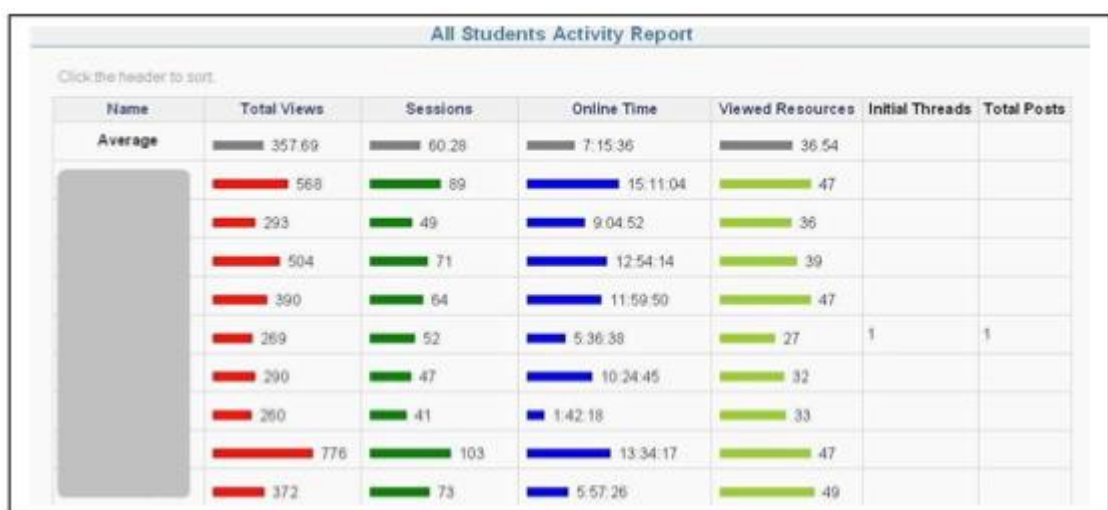 All Students Activity Report
Click the header to sort.
Name Total Views Sessions Online Time Viewed Resources Initial Threads Total Posts
Average 357.69 60.28 7:15:36 36.54
568 89 15:11:04 47
293 49 9:04:52 36
504 71 12:54:14 39
390 64 11:59:50 47
269 52 5:36:38 27 1 1
290 47 10:24:45 32
260 41 1:42:18 33
776 103 13:34:17 47
372 73 5:57:26 49